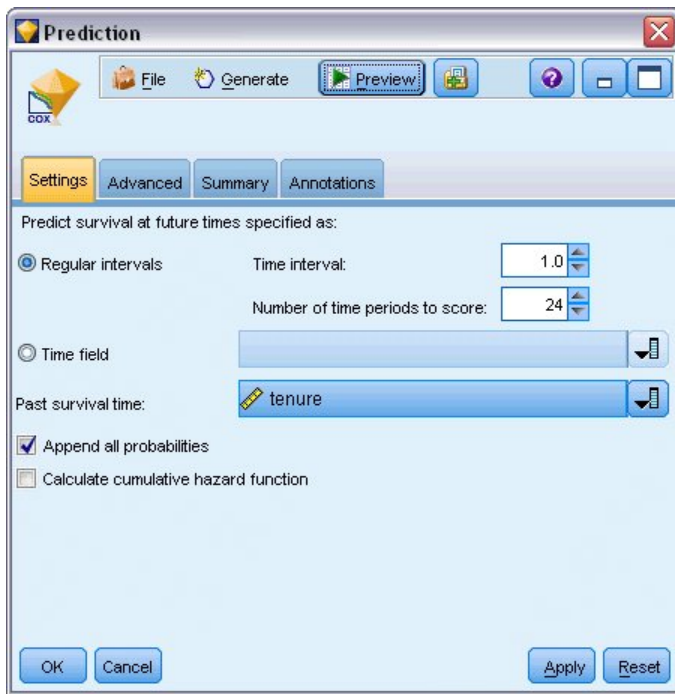 Prediction
File Generate Preview
COX
Settings Advanced Summary Annotations
Predict survival at future times specified as:
Regular intervals Time interval: 1.0
Number of time periods to score: 24
Time field
Past survival time: tenure
Append all probabilities
Calculate cumulative hazard function
OK Cancel Apply Reset